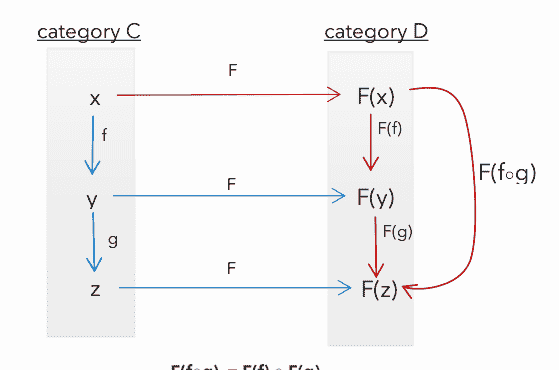 category C
category D
x
F
F(x)
f
F(f)
F(f∘g)
y
F
F(y)
g
F(g)
z
F
F(z)
F(f∘g) = F(f) ∘ F(g)